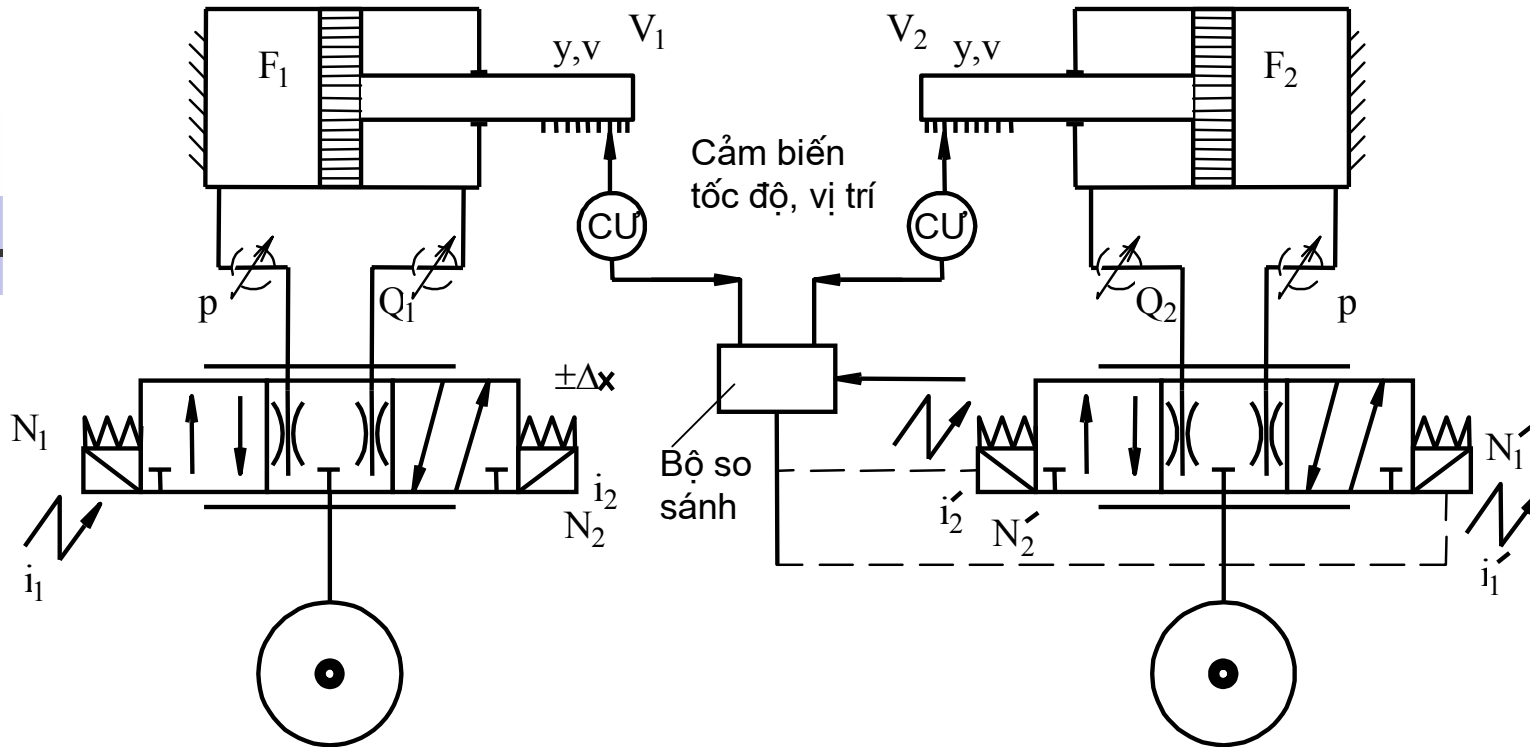 V₁
V₂
y,v
y,v
F₁
F₂
Cảm biến
tốc độ, vị trí
CƯ
CƯ
p
Q₁
Q₂
p
±Δx
N₁
N₁′
Bộ so
sánh
i₂
N₂
i₂′
N₂′
i₁
i₁′